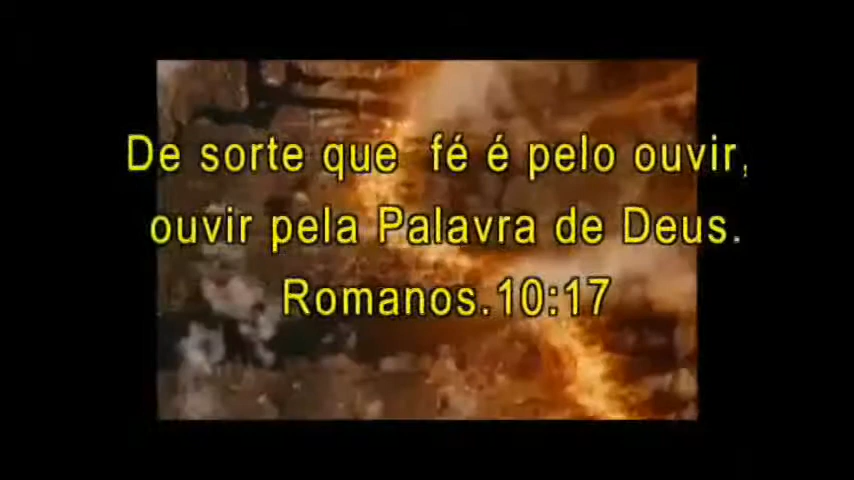 De sorte que fé é pelo ouvir,
ouvir pela Palavra de Deus.
Romanos.10:17